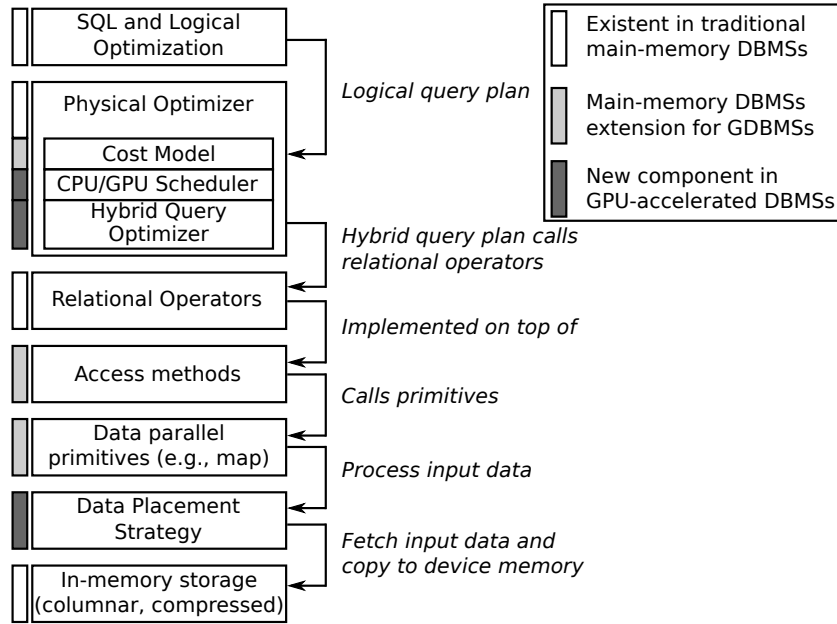 SQL and Logical
Optimization
Logical query plan
Physical Optimizer
Cost Model
CPU/GPU Scheduler
Hybrid Query
Optimizer
Hybrid query plan calls
relational operators
Relational Operators
Implemented on top of
Access methods
Calls primitives
Data parallel
primitives (e.g., map)
Process input data
Data Placement
Strategy
Fetch input data and
copy to device memory
In-memory storage
(columnar, compressed)
Existent in traditional
main-memory DBMSs
Main-memory DBMSs
extension for GDBMSs
New component in
GPU-accelerated DBMSs